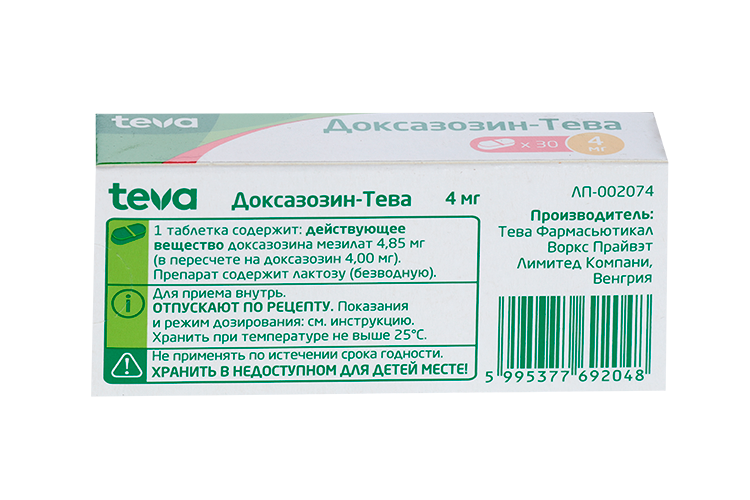 teva
Доксазозин-Тева
x 30
4 мг
teva Доксазозин-Тева 4 мг
1 таблетка содержит: действующее
вещество доксазозина мезилат 4,85 мг
(в пересчете на доксазозин 4,00 мг).
Препарат содержит лактозу (безводную).
Для приема внутрь.
ОТПУСКАЮТ ПО РЕЦЕПТУ. Показания
и режим дозирования: см. инструкцию.
Хранить при температуре не выше 25°С.
Не применять по истечении срока годности.
ХРАНИТЬ В НЕДОСТУПНОМ ДЛЯ ДЕТЕЙ МЕСТЕ!
ЛП-002074
Производитель:
Тева Фармасьютикал
Воркс Прайвэт
Лимитед Компани,
Венгрия
5 995377 692048